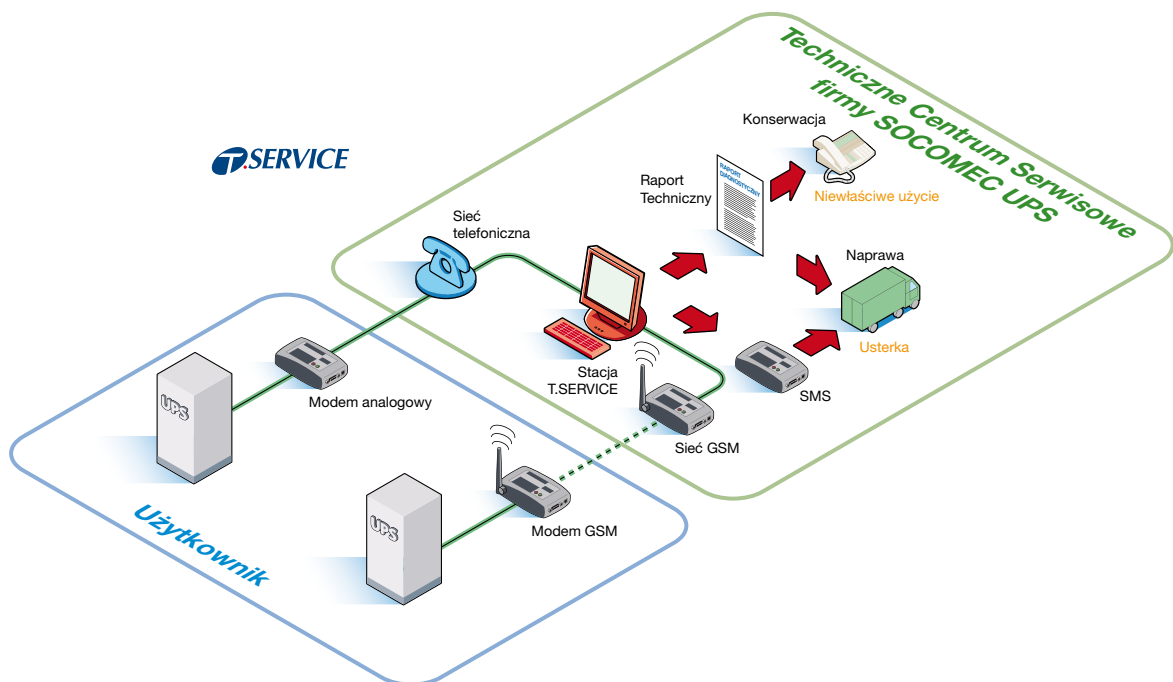 Techniczne Centrum Serwisowe
firmy SOCOMEC UPS
T.SERVICE
Konserwacja
Niewłaściwe użycie
RAPORT
DIAGNOSTYCZNY
Raport
Techniczny
Sieć
telefoniczna
Naprawa
Usterka
Stacja
T.SERVICE
SMS
Modem analogowy
UPS
Sieć GSM
Modem GSM
UPS
Użytkownik